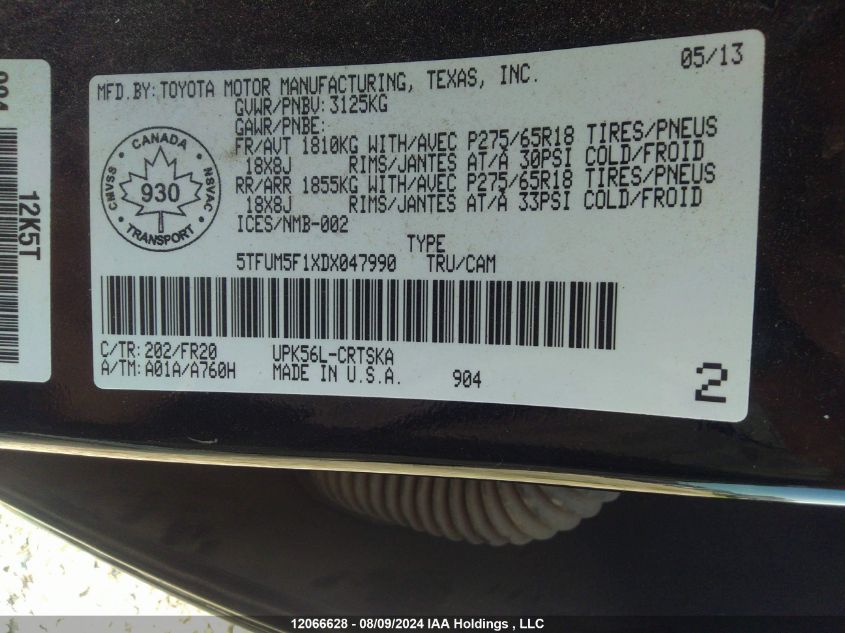 05/13
MFD.BY:TOYOTA MOTOR MANUFACTURING, TEXAS, INC.
GVWR/PNBV:3125KG
GAWR/PNBE:
FR/AVT 1810KG WITH/AVEC P275/65R18 TIRES/PNEUS
18X8J RIMS/JANTES AT/A 30PSI COLD/FROID
RR/ARR 1855KG WITH/AVEC P275/65R18 TIRES/PNEUS
18X8J RIMS/JANTES AT/A 33PSI COLD/FROID
ICES/NMB-002
TYPE
5TFUM5F1XDX047990 TRU/CAM
CANADA
CMVSS 930 NSVAC
TRANSPORT
C/TR:202/FR20 UPK56L-CRTSKA
A/TM:A01A/A760H MADE IN U.S.A. 904
2
12K5T
12066628 - 08/09/2024 IAA Holdings , LLC